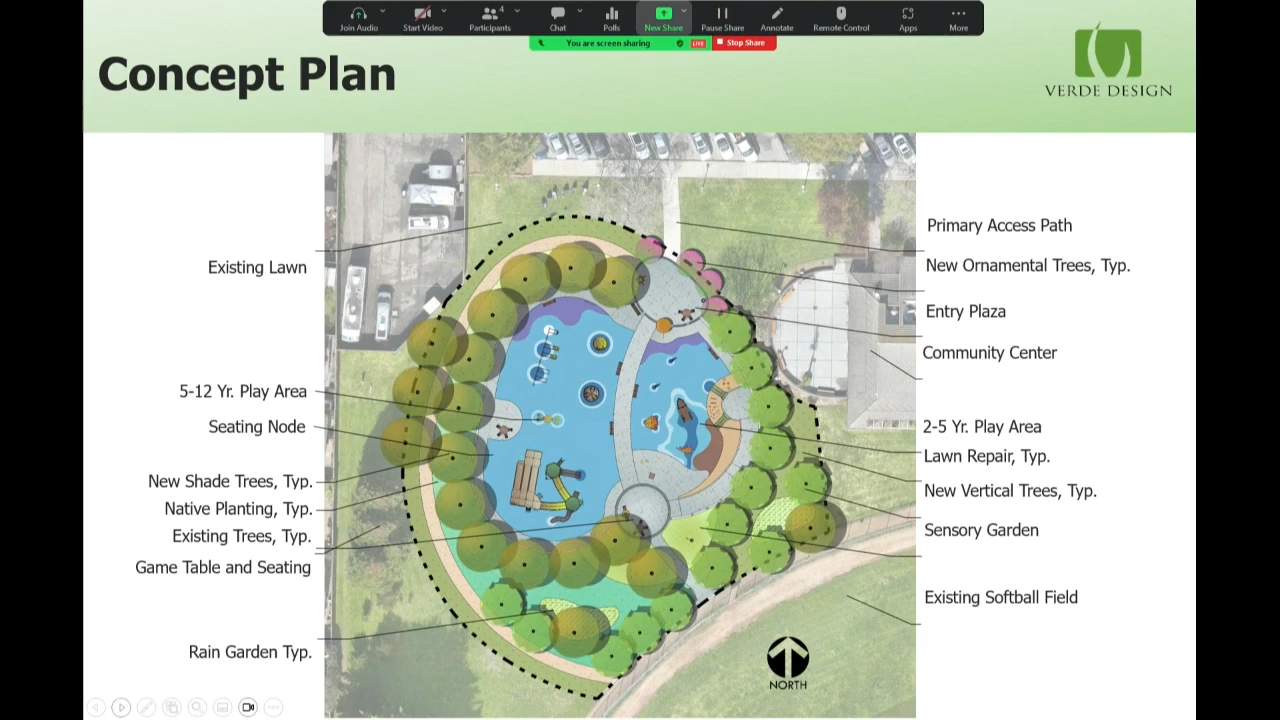 Join Audio
Start Video
4
Participants
Chat
Polls
New Share
Pause Share
Annotate
Remote Control
Apps
More
You are screen sharing
LIVE
Stop Share
Concept Plan
VERDE DESIGN
Existing Lawn
5-12 Yr. Play Area
Seating Node
New Shade Trees, Typ.
Native Planting, Typ.
Existing Trees, Typ.
Game Table and Seating
Rain Garden Typ.
Primary Access Path
New Ornamental Trees, Typ.
Entry Plaza
Community Center
2-5 Yr. Play Area
Lawn Repair, Typ.
New Vertical Trees, Typ.
Sensory Garden
Existing Softball Field
NORTH